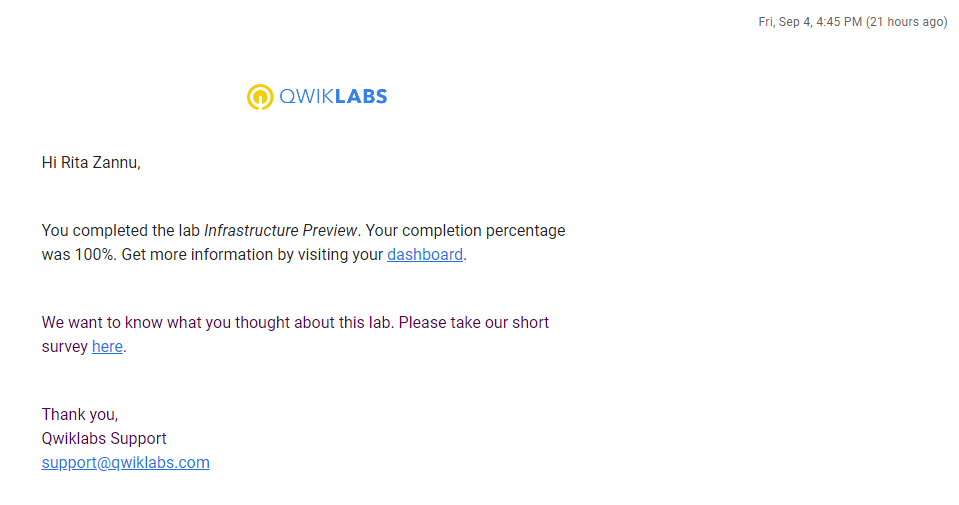 Fri, Sep 4, 4:45 PM (21 hours ago)
QWIKLABS
Hi Rita Zannu,
You completed the lab Infrastructure Preview. Your completion percentage
was 100%. Get more information by visiting your dashboard.
We want to know what you thought about this lab. Please take our short
survey here.
Thank you,
Qwiklabs Support
support@qwiklabs.com